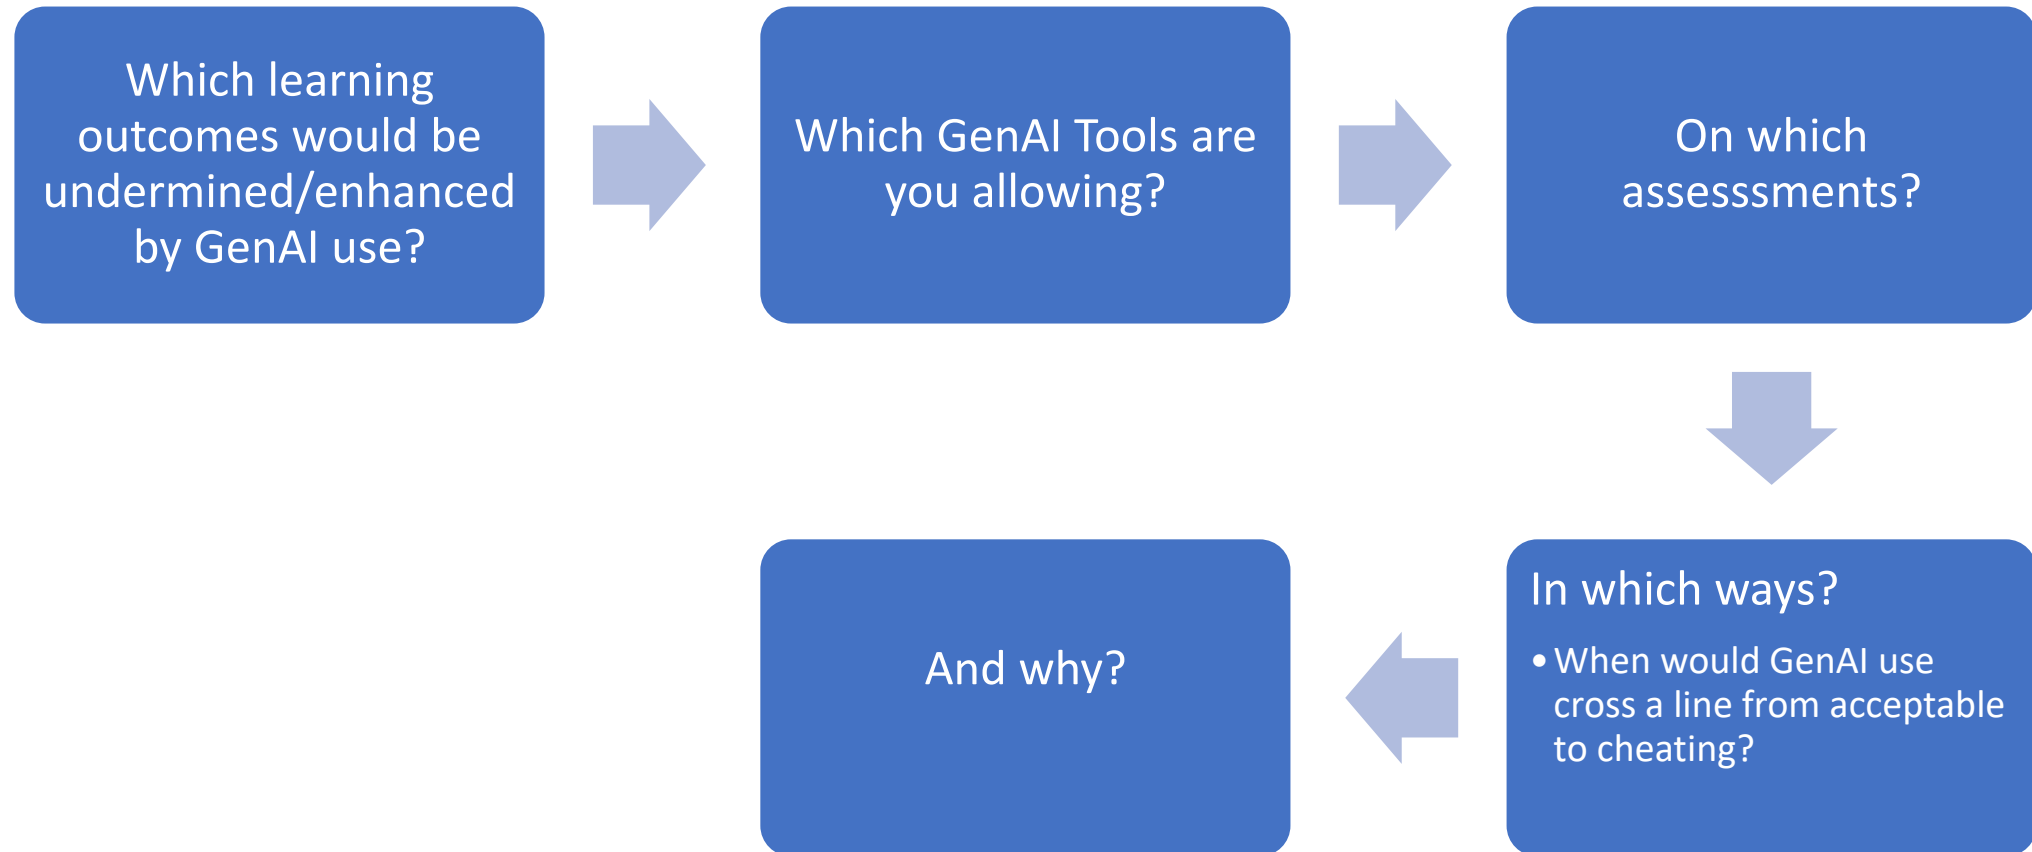 Which learning
outcomes would be
undermined/enhanced
by GenAI use?
Which GenAI Tools are
you allowing?
On which
assesssments?
In which ways?
• When would GenAI use
cross a line from acceptable
to cheating?
And why?